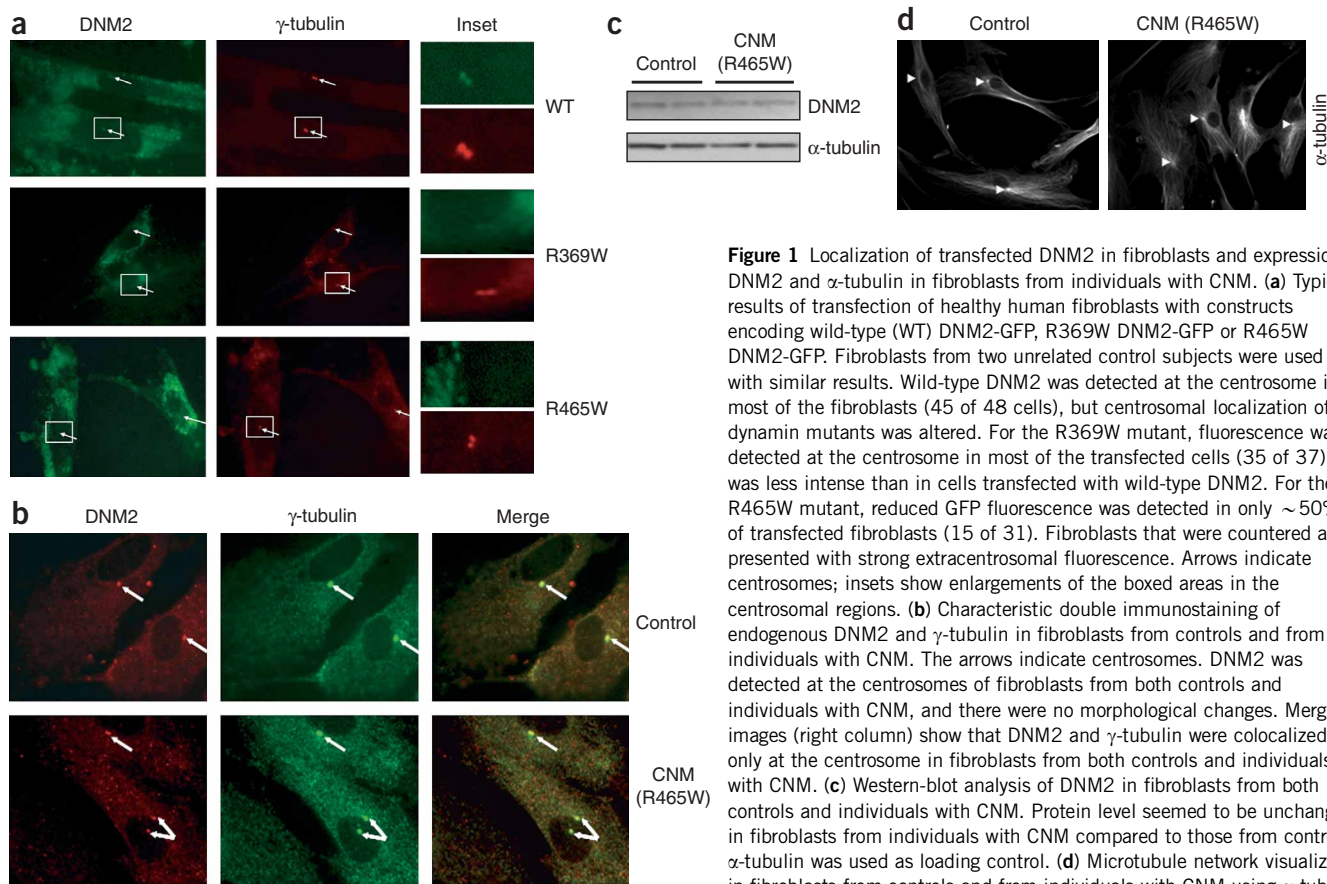 a
DNM2
γ-tubulin
Inset
WT
R369W
R465W
b
DNM2
γ-tubulin
Merge
Control
CNM
(R465W)
c
Control
CNM
(R465W)
DNM2
α-tubulin
d
Control
CNM (R465W)
α-tubulin
Figure 1 Localization of transfected DNM2 in fibroblasts and
DNM2 and α-tubulin in fibroblasts from individuals with CNM. (a)
results of transfection of healthy human fibroblasts with constructs
encoding wild-type (WT) DNM2-GFP, R369W DNM2-GFP or R465W
DNM2-GFP. Fibroblasts from two unrelated control subjects were used
with similar results. Wild-type DNM2 was detected at the centrosome
most of the fibroblasts (45 of 48 cells), but centrosomal localization
dynamin mutants was altered. For the R369W mutant, fluorescence
detected at the centrosome in most of the transfected cells (35 of 37)
was less intense than in cells transfected with wild-type DNM2. For the
R465W mutant, reduced GFP fluorescence was detected in only ~50%
of transfected fibroblasts (15 of 31). Fibroblasts that were countered
presented with strong extracentrosomal fluorescence. Arrows indicate
centrosomes; insets show enlargements of the boxed areas in the
centrosomal regions. (b) Characteristic double immunostaining of
endogenous DNM2 and γ-tubulin in fibroblasts from controls and from
individuals with CNM. The arrows indicate centrosomes. DNM2 was
detected at the centrosomes of fibroblasts from both controls and
individuals with CNM, and there were no morphological changes.
images (right column) show that DNM2 and γ-tubulin were colocalized
only at the centrosome in fibroblasts from both controls and individuals
with CNM. (c) Western-blot analysis of DNM2 in fibroblasts from both
controls and individuals with CNM. Protein level seemed to be
in fibroblasts from individuals with CNM compared to those from
α-tubulin was used as loading control. (d) Microtubule network
in fibroblasts from controls and from individuals with CNM using